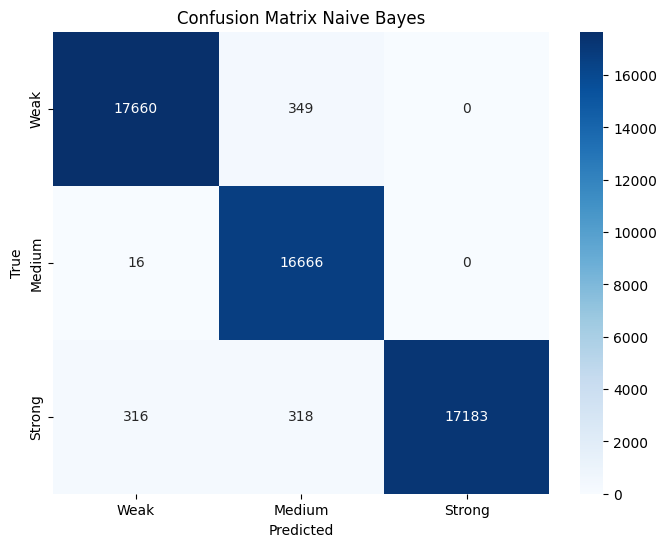 Confusion Matrix Naive Bayes
Weak
17660 349 0
True
Medium
16 16666 0
Strong
316 318 17183
Weak Medium Strong
Predicted
16000
14000
12000
10000
8000
6000
4000
2000
0